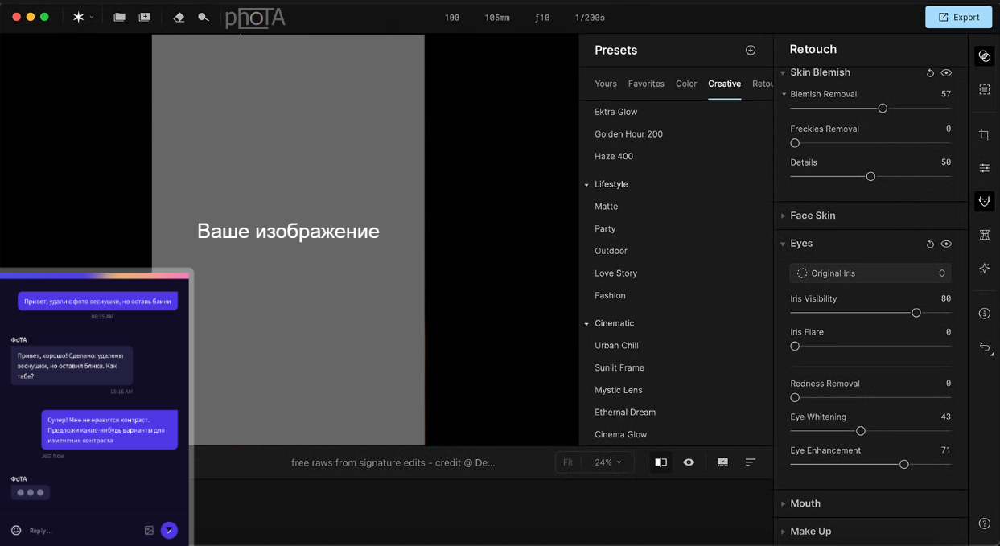 phoTA
100 105mm ƒ10 1/200s
Export
Ваше изображение
Presets
Yours Favorites Color Creative Retou
Ektra Glow
Golden Hour 200
Haze 400
Lifestyle
Matte
Party
Outdoor
Love Story
Fashion
Cinematic
Urban Chill
Sunlit Frame
Mystic Lens
Ethernal Dream
Cinema Glow
Retouch
Skin Blemish
Blemish Removal 57
Freckles Removal 0
Details 50
Face Skin
Eyes
Original Iris
Iris Visibility 80
Iris Flare 0
Redness Removal 0
Eye Whitening 43
Eye Enhancement 71
Mouth
Make Up
free raws from signature edits - credit @ De...
Fit 24%
Привет, удали с фото веснушки, но оставь блики
08:15 AM
ФоТА
Привет, хорошо! Сделано: удалены
веснушки, но оставил блики. Как
тебе?
08:16 AM
Супер! Мне не нравится контраст.
Предложи какие-нибудь варианты для
изменения контраста
Just Now
ФоТА
Reply ...